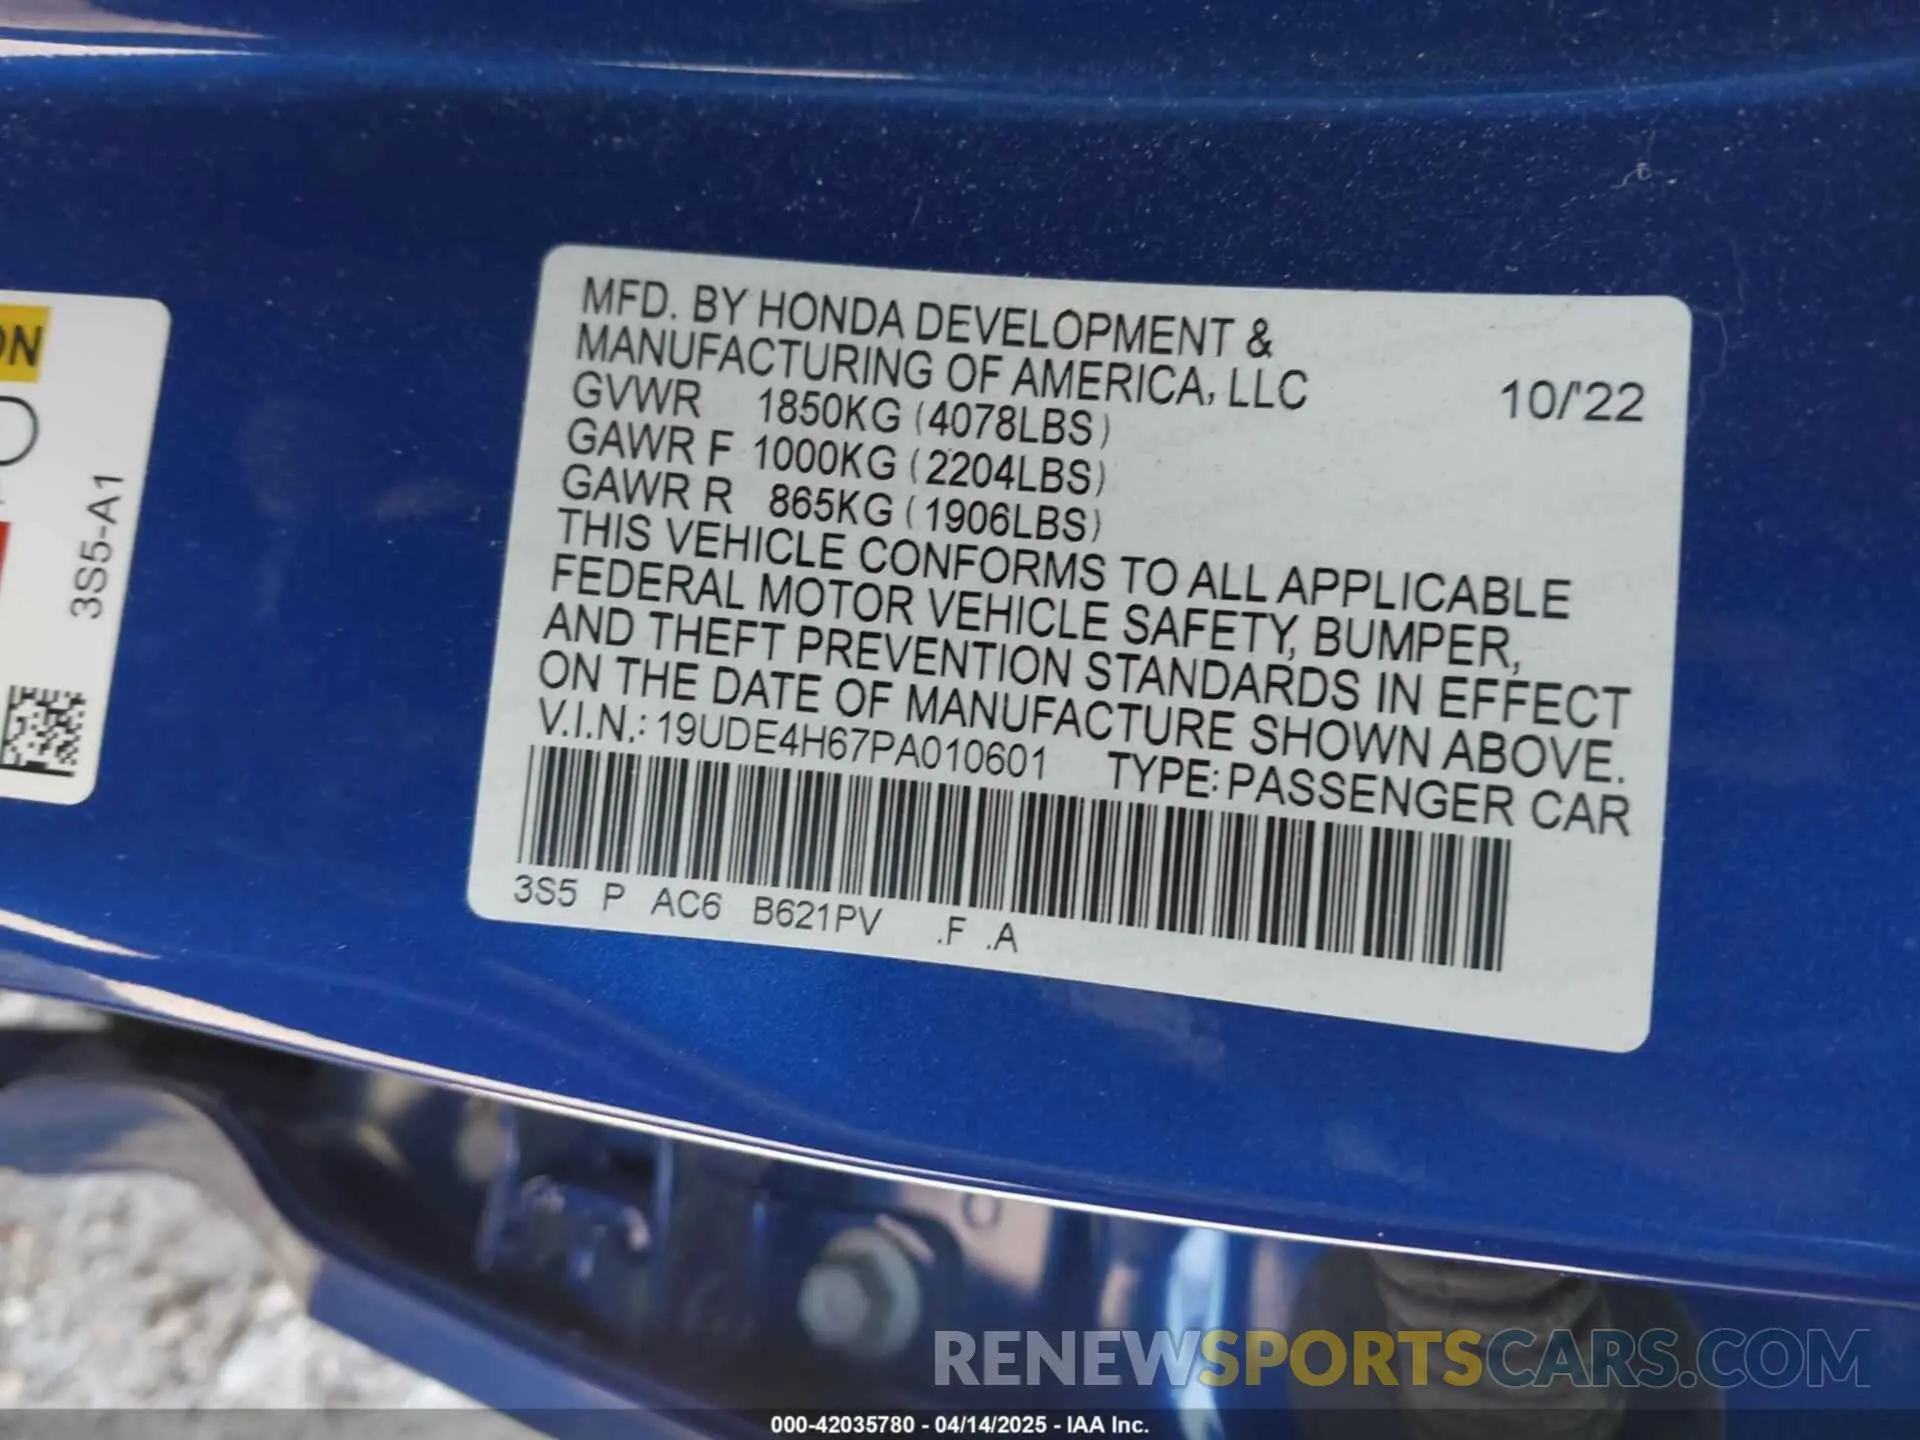 MFD. BY HONDA DEVELOPMENT &
MANUFACTURING OF AMERICA, LLC 10/'22
GVWR 1850KG (4078LBS)
GAWR F 1000KG (2204LBS)
GAWR R 865KG (1906LBS)
THIS VEHICLE CONFORMS TO ALL APPLICABLE
FEDERAL MOTOR VEHICLE SAFETY, BUMPER,
AND THEFT PREVENTION STANDARDS IN EFFECT
ON THE DATE OF MANUFACTURE SHOWN ABOVE.
V.I.N.: 19UDE4H67PA010601 TYPE: PASSENGER CAR
3S5 P AC6 B621PV .F .A
3S5-A1
RENEWSPORTSCARS.COM
000-42035780 - 04/14/2025 - IAA Inc.